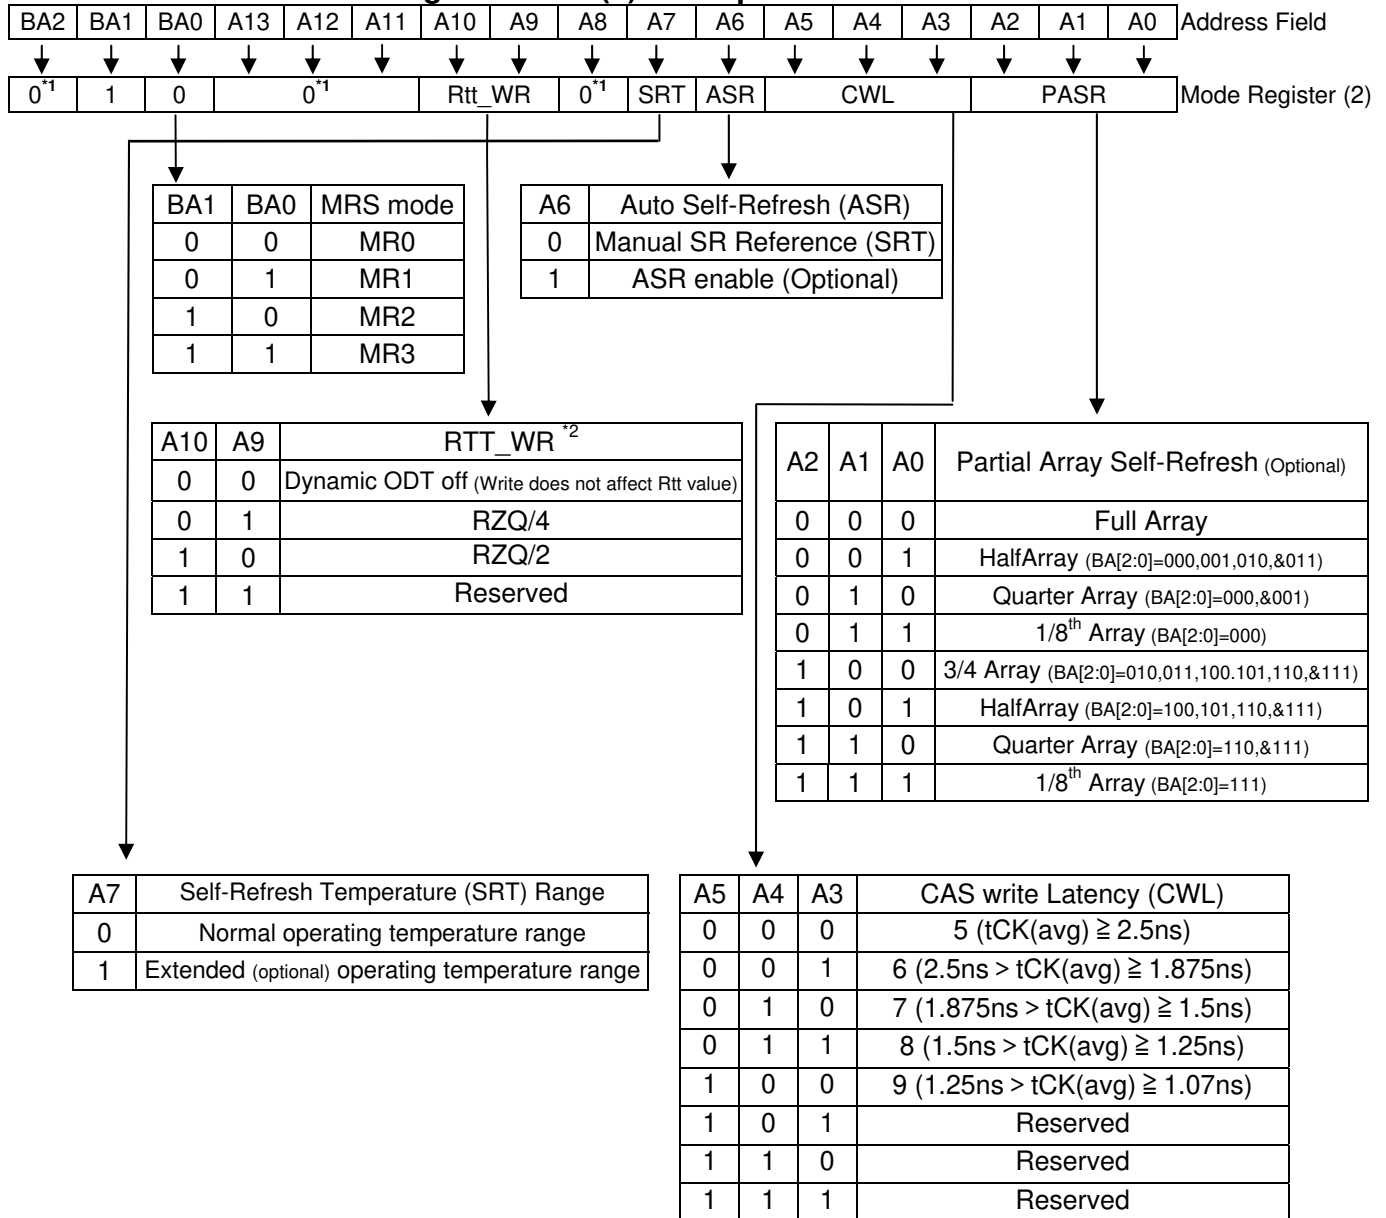 BA2 BA1 BA0 A13 A12 A11 A10 A9 A8 A7 A6 A5 A4 A3 A2 A1 A0 Address Field
0*1 1 0 0*1 Rtt_WR 0*1 SRT ASR CWL PASR Mode Register (2)
BA1 BA0 MRS mode
0 0 MR0
0 1 MR1
1 0 MR2
1 1 MR3
A6 Auto Self-Refresh (ASR)
0 Manual SR Reference (SRT)
1 ASR enable (Optional)
A10 A9 RTT_WR *2
0 0 Dynamic ODT off (Write does not affect Rtt value)
0 1 RZQ/4
1 0 RZQ/2
1 1 Reserved
A2 A1 A0 Partial Array Self-Refresh (Optional)
0 0 0 Full Array
0 0 1 HalfArray (BA[2:0]=000,001,010,&011)
0 1 0 Quarter Array (BA[2:0]=000,&001)
0 1 1 1/8th Array (BA[2:0]=000)
1 0 0 3/4 Array (BA[2:0]=010,011,100.101,110,&111)
1 0 1 HalfArray (BA[2:0]=100,101,110,&111)
1 1 0 Quarter Array (BA[2:0]=110,&111)
1 1 1 1/8th Array (BA[2:0]=111)
A7 Self-Refresh Temperature (SRT) Range
0 Normal operating temperature range
1 Extended (optional) operating temperature range
A5 A4 A3 CAS write Latency (CWL)
0 0 0 5 (tCK(avg) ≧ 2.5ns)
0 0 1 6 (2.5ns > tCK(avg) ≧ 1.875ns)
0 1 0 7 (1.875ns > tCK(avg) ≧ 1.5ns)
0 1 1 8 (1.5ns > tCK(avg) ≧ 1.25ns)
1 0 0 9 (1.25ns > tCK(avg) ≧ 1.07ns)
1 0 1 Reserved
1 1 0 Reserved
1 1 1 Reserved